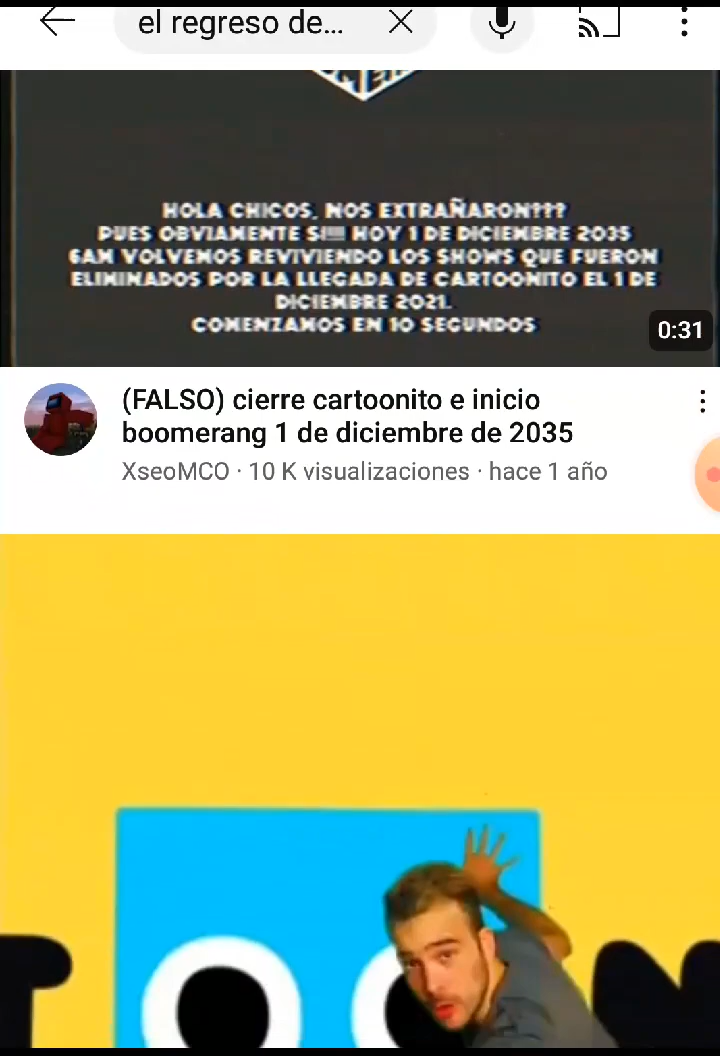 el regreso de...
HOLA CHICOS, NOS EXTRAÑARON???
PUES OBVIAMENTE SI!!! HOY 1 DE DICIEMBRE 2035
6AM VOLVEMOS REVIVIENDO LOS SHOWS QUE FUERON
ELIMINADOS POR LA LLEGADA DE CARTOONITO EL 1 DE
DICIEMBRE 2021.
COMENZAMOS EN 10 SEGUNDOS
0:31
(FALSO) cierre cartoonito e inicio
boomerang 1 de diciembre de 2035
XseoMCO · 10 K visualizaciones · hace 1 año
TOON